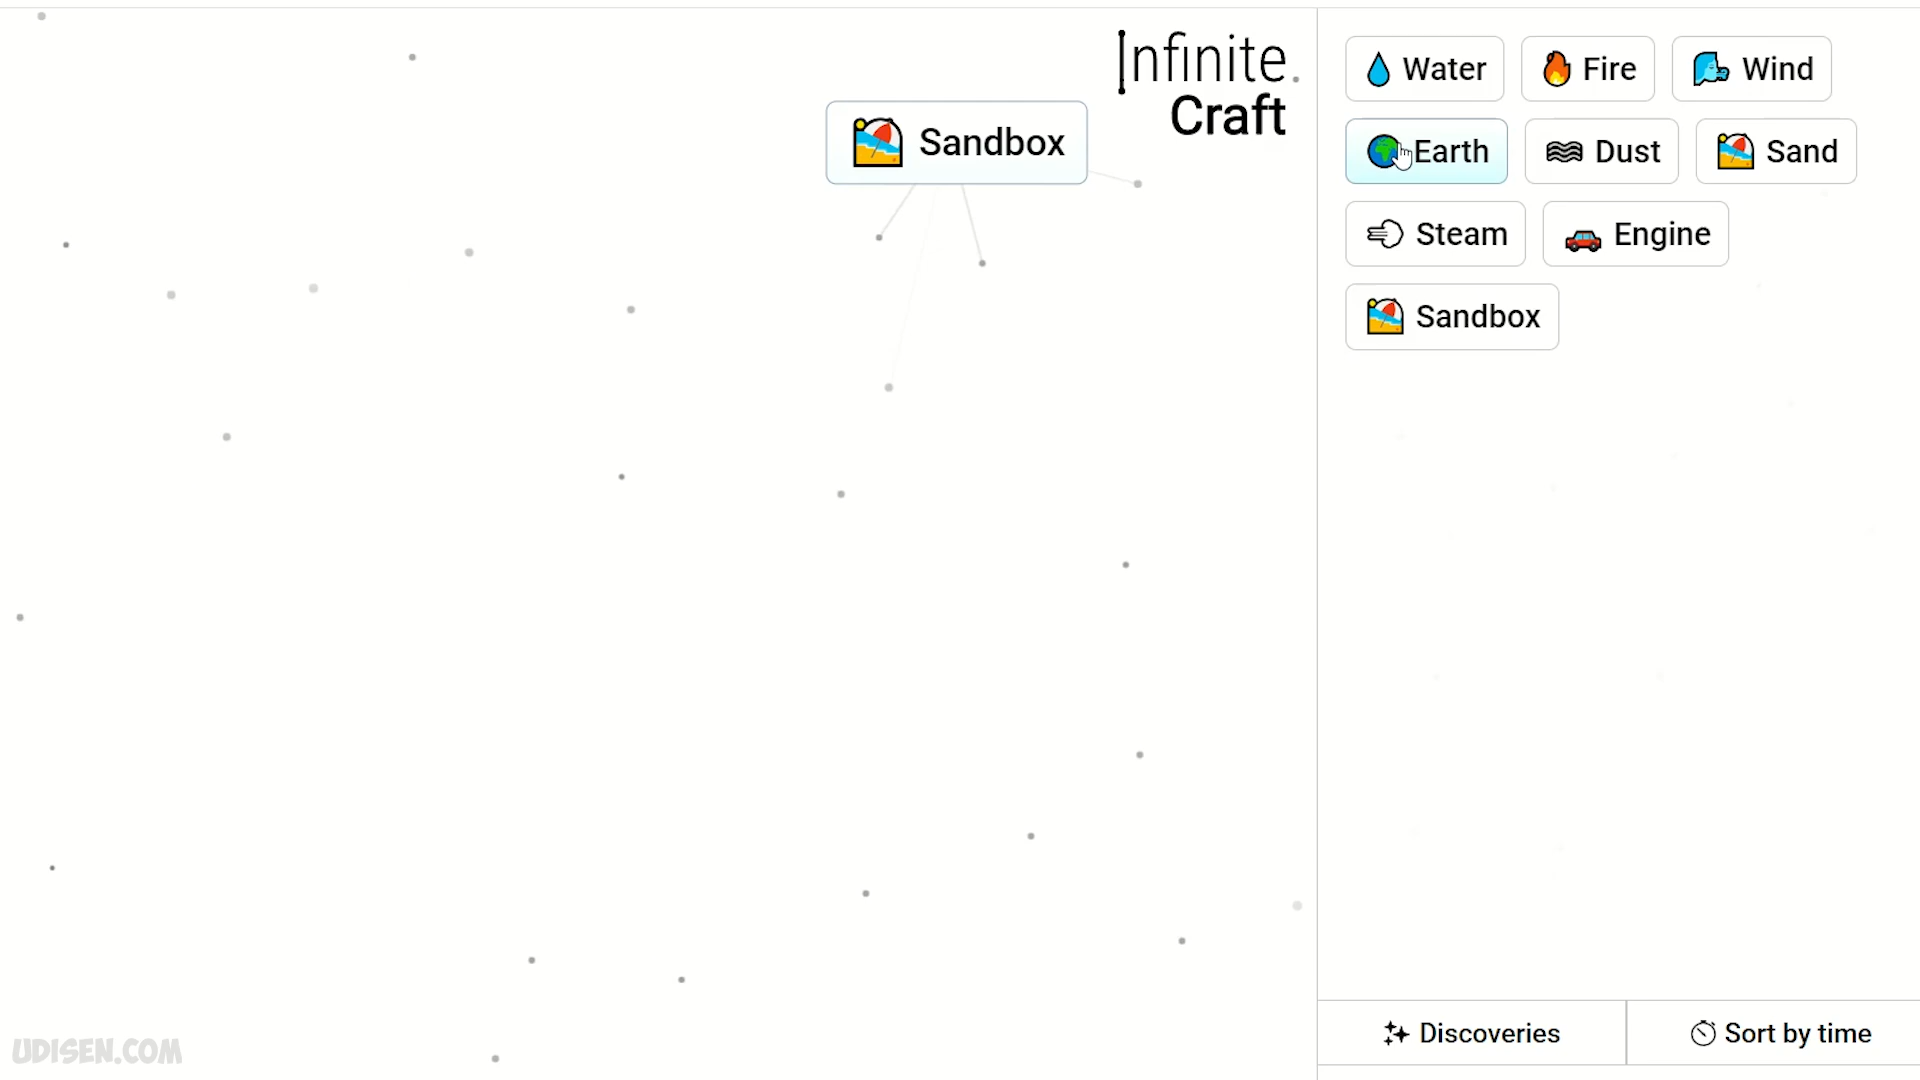 Infinite
Craft
Sandbox
Water
Fire
Wind
Earth
Dust
Sand
Steam
Engine
Sandbox
Discoveries
Sort by time
UDISEN.COM